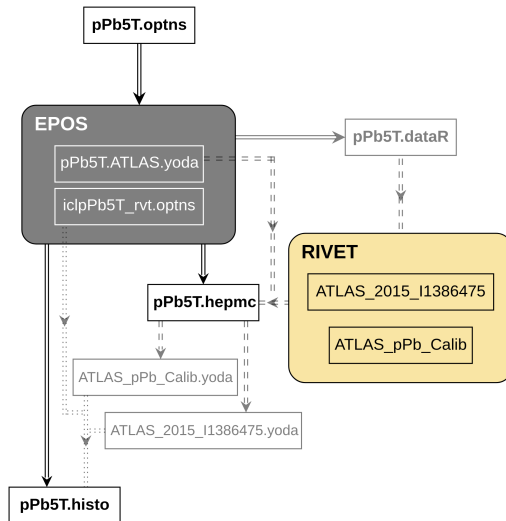 pPb5T.optns
EPOS
pPb5T.dataR
pPb5T.ATLAS.yoda
iclpPb5T_rvt.optns
RIVET
ATLAS_2015_I1386475
pPb5T.hepmc
ATLAS_pPb_Calib
ATLAS_pPb_Calib.yoda
ATLAS_2015_I1386475.yoda
pPb5T.histo